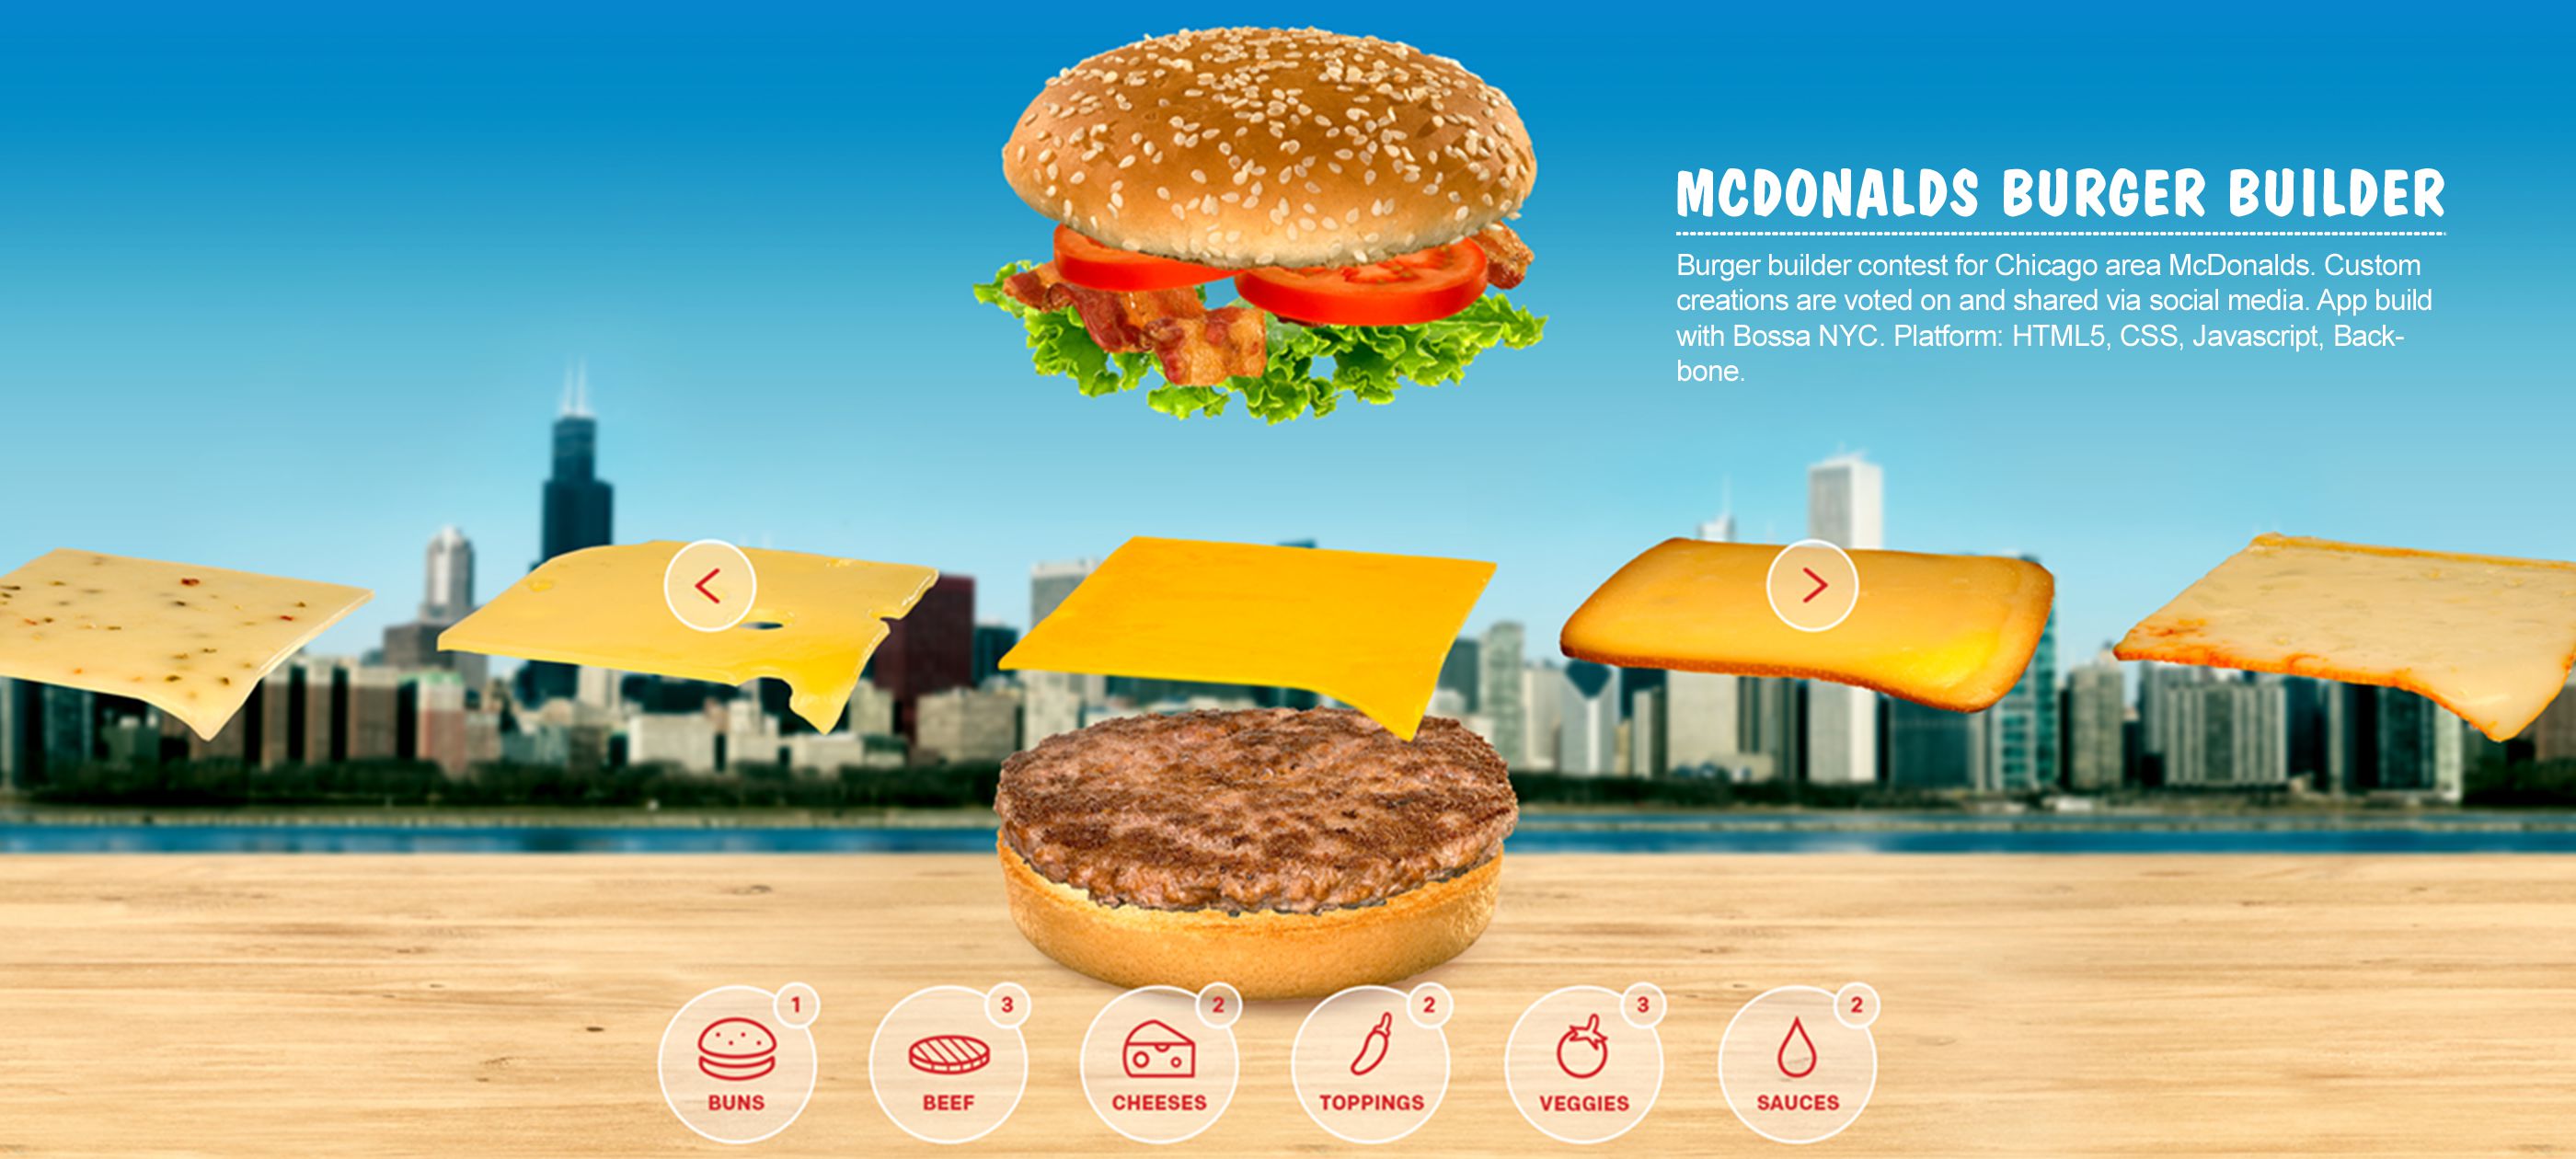 MCDONALDS BURGER BUILDER
Burger builder contest for Chicago area McDonalds. Custom
creations are voted on and shared via social media. App build
with Bossa NYC. Platform: HTML5, CSS, Javascript, Back-
bone.
<
>
1
3
2
2
3
2
BUNS
BEEF
CHEESES
TOPPINGS
VEGGIES
SAUCES